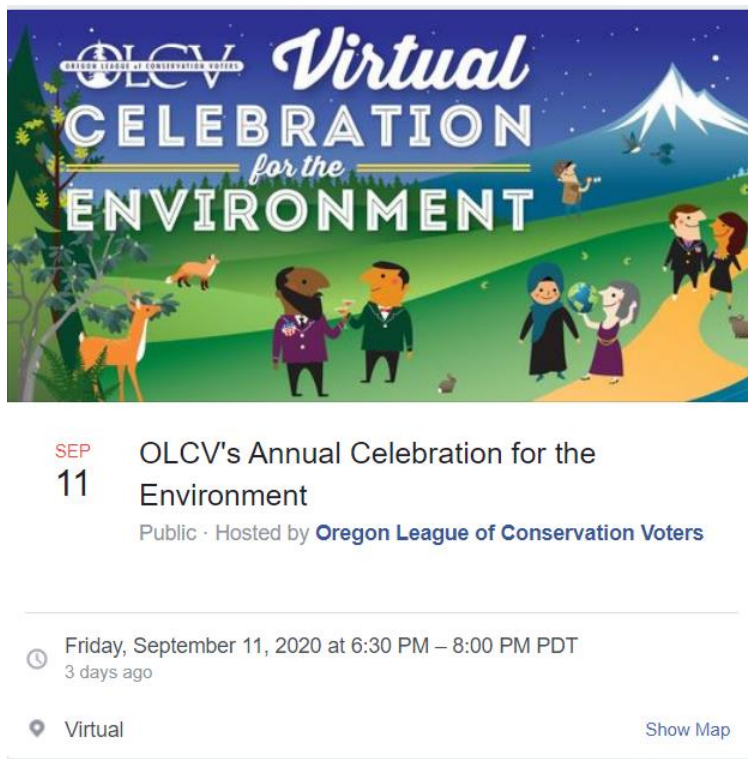 OLCV Virtual
OREGON LEAGUE of CONSERVATION VOTERS
CELEBRATION
for the
ENVIRONMENT
SEP
11
OLCV's Annual Celebration for the
Environment
Public · Hosted by Oregon League of Conservation Voters
Friday, September 11, 2020 at 6:30 PM – 8:00 PM PDT
3 days ago
Virtual Show Map